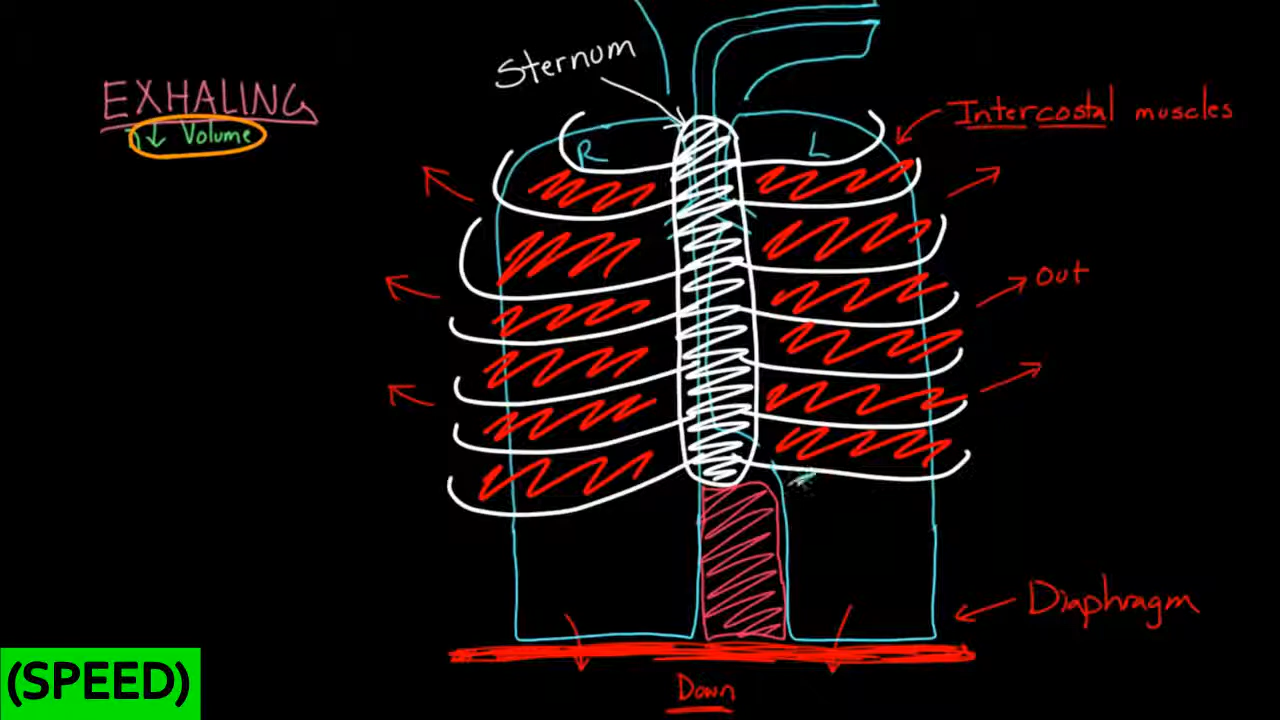 Sternum
EXHALING
↓ Volume
Intercostal muscles
R
L
Out
Diaphragm
Down
(SPEED)